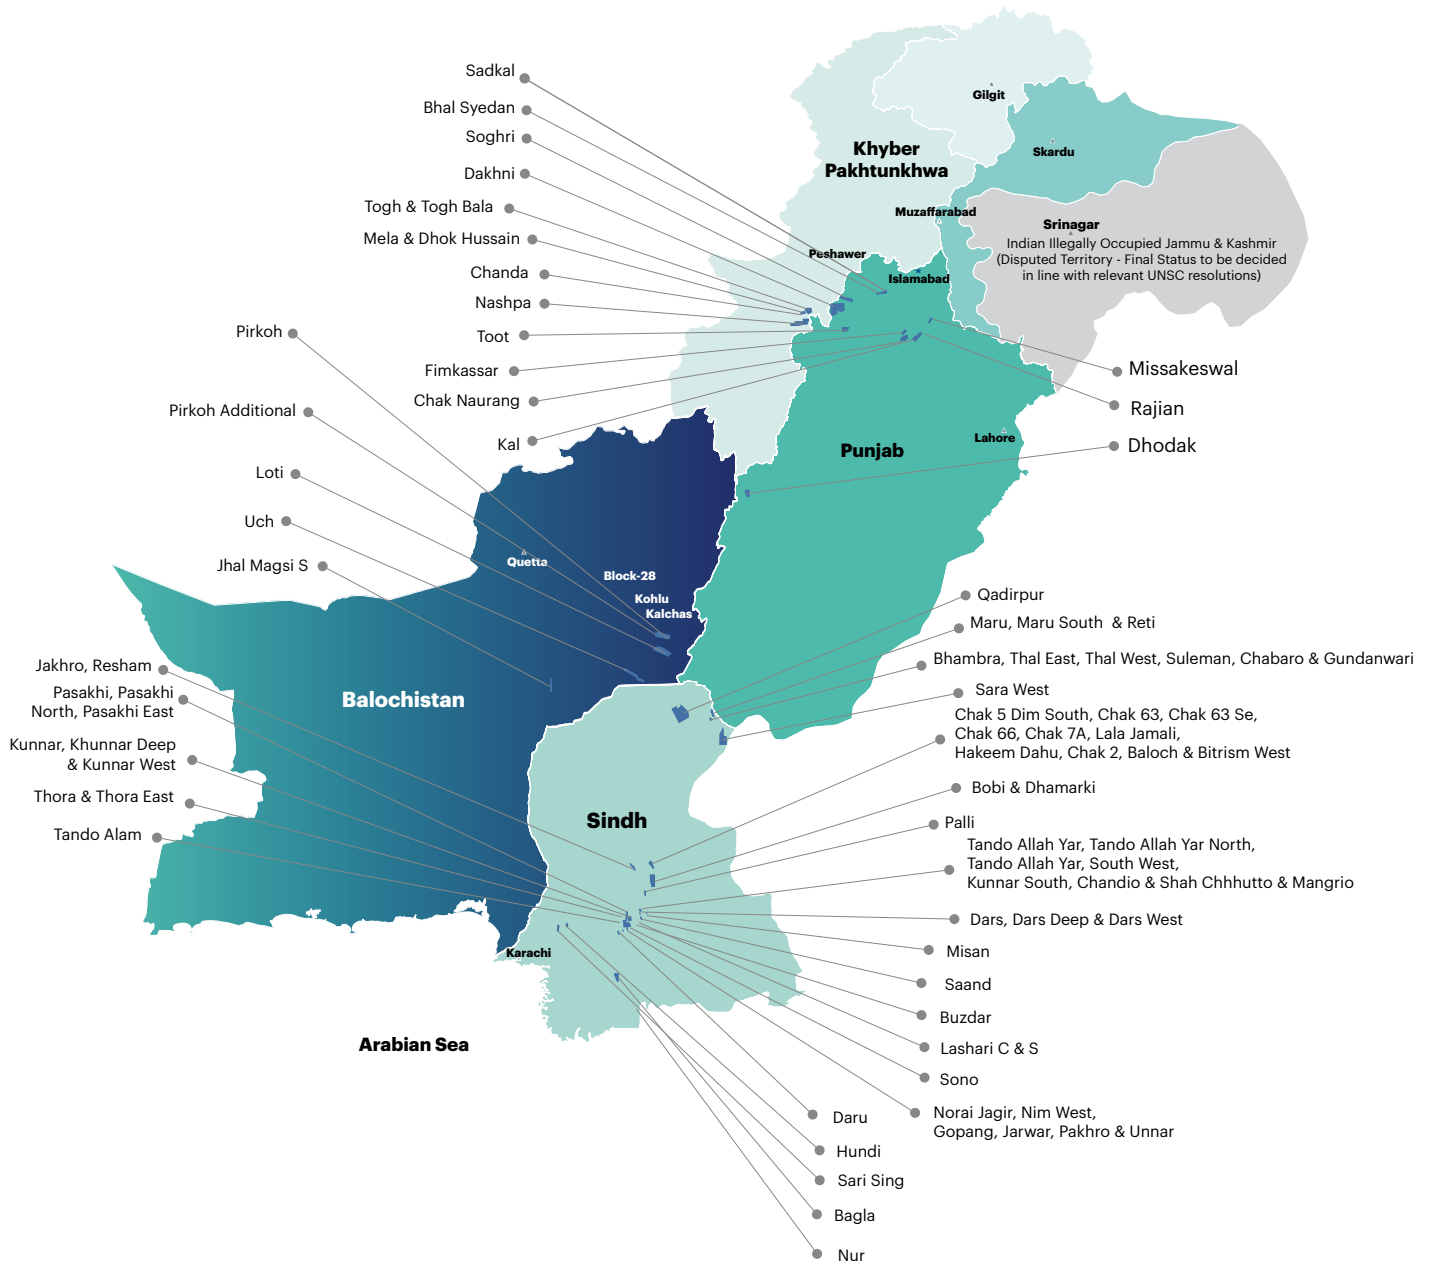 Sadkal
Bhal Syedan
Soghri
Dakhni
Togh & Togh Bala
Mela & Dhok Hussain
Chanda
Nashpa
Toot
Fimkassar
Chak Naurang
Kal
Pirkoh
Pirkoh Additional
Loti
Uch
Jhal Magsi S
Jakhro, Resham
Pasakhi, Pasakhi
North, Pasakhi East
Kunnar, Khunnar Deep
& Kunnar West
Thora & Thora East
Tando Alam
Gilgit
Khyber
Pakhtunkhwa
Skardu
Muzaffarabad
Srinagar
Indian Illegally Occupied Jammu & Kashmir
(Disputed Territory - Final Status to be decided
in line with relevant UNSC resolutions)
Peshawer
Islamabad
Punjab
Lahore
Quetta
Block-28
Kohlu
Kalchas
Balochistan
Sindh
Karachi
Arabian Sea
Missakeswal
Rajian
Dhodak
Qadirpur
Maru, Maru South & Reti
Bhambra, Thal East, Thal West, Suleman, Chabaro & Gundanwari
Sara West
Chak 5 Dim South, Chak 63, Chak 63 Se,
Chak 66, Chak 7A, Lala Jamali,
Hakeem Dahu, Chak 2, Baloch & Bitrism West
Bobi & Dhamarki
Palli
Tando Allah Yar, Tando Allah Yar North,
Tando Allah Yar, South West,
Kunnar South, Chandio & Shah Chhhutto & Mangrio
Dars, Dars Deep & Dars West
Misan
Saand
Buzdar
Lashari C & S
Sono
Norai Jagir, Nim West,
Gopang, Jarwar, Pakhro & Unnar
Daru
Hundi
Sari Sing
Bagla
Nur